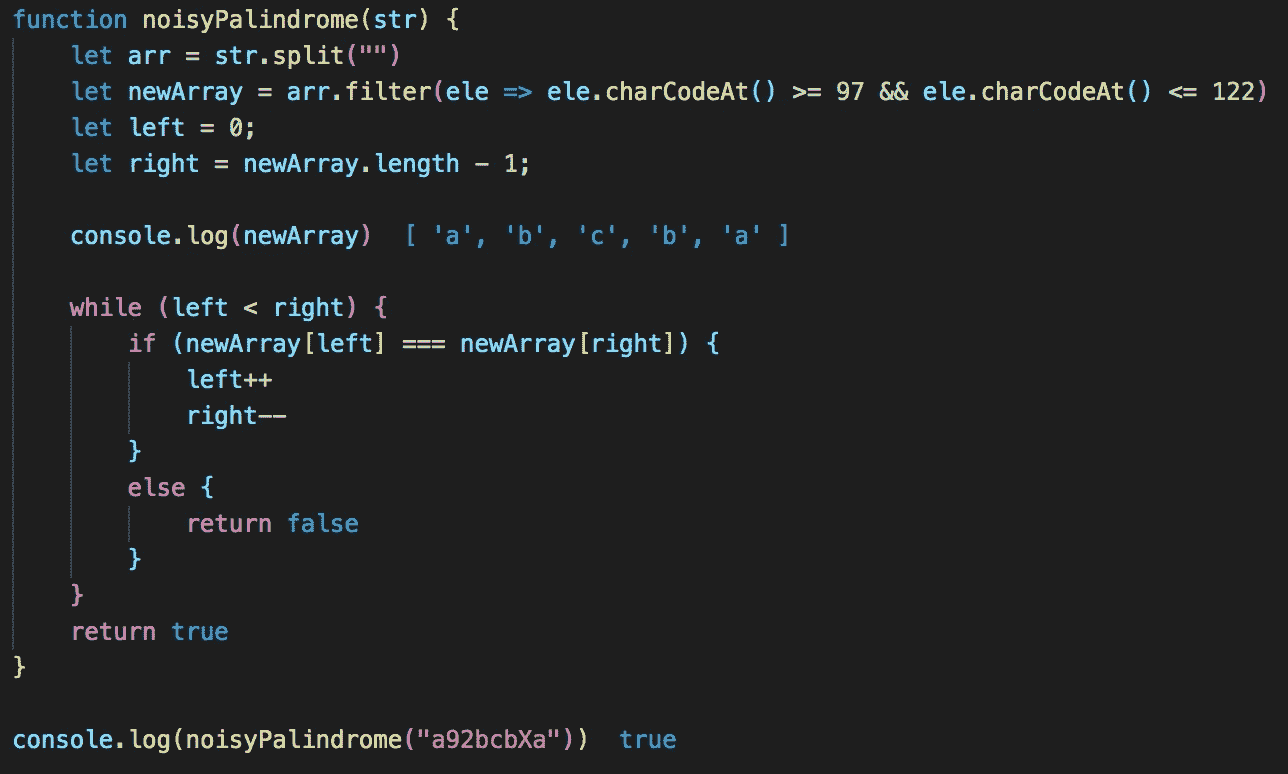 function noisyPalindrome(str) {
    let arr = str.split("")
    let newArray = arr.filter(ele => ele.charCodeAt() >= 97 && ele.charCodeAt() <= 122)
    let left = 0;
    let right = newArray.length - 1;

    console.log(newArray)  [ 'a', 'b', 'c', 'b', 'a' ]

    while (left < right) {
        if (newArray[left] === newArray[right]) {
            left++
            right--
        }
        else {
            return false
        }
    }
    return true
}

console.log(noisyPalindrome("a92bcbXa"))  true